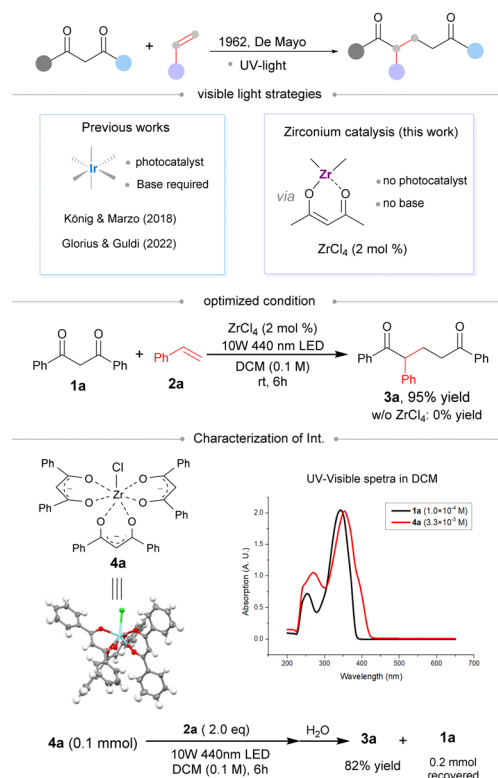 O O
+
1962, De Mayo
UV-light
O O
visible light strategies
Previous works
Ir
photocatalyst
Base required
König & Marzo (2018)
Glorius & Guldi (2022)
Zirconium catalysis (this work)
Zr
via
O O
no photocatalyst
no base
ZrCl4 (2 mol %)
optimized condition
O O
Ph Ph
1a
+
Ph
2a
ZrCl4 (2 mol %)
10W 440 nm LED
DCM (0.1 M)
rt, 6h
O
Ph
Ph
O
Ph
3a, 95% yield
w/o ZrCl4: 0% yield
Characterization of Int.
Ph Ph
Cl
O O
Zr
O O
Ph Ph
O O
Ph Ph
4a
UV-Visible spetra in DCM
1a (1.0×10⁻⁴ M)
4a (3.3×10⁻⁵ M)
Absorption (A. U.)
2.0
1.5
1.0
0.5
0.0
200 300 400 500 600 700
Wavelength (nm)
4a (0.1 mmol)
2a ( 2.0 eq)
10W 440nm LED
DCM (0.1 M), 6h
H2O
3a + 1a
82% yield
0.2 mmol
recovered